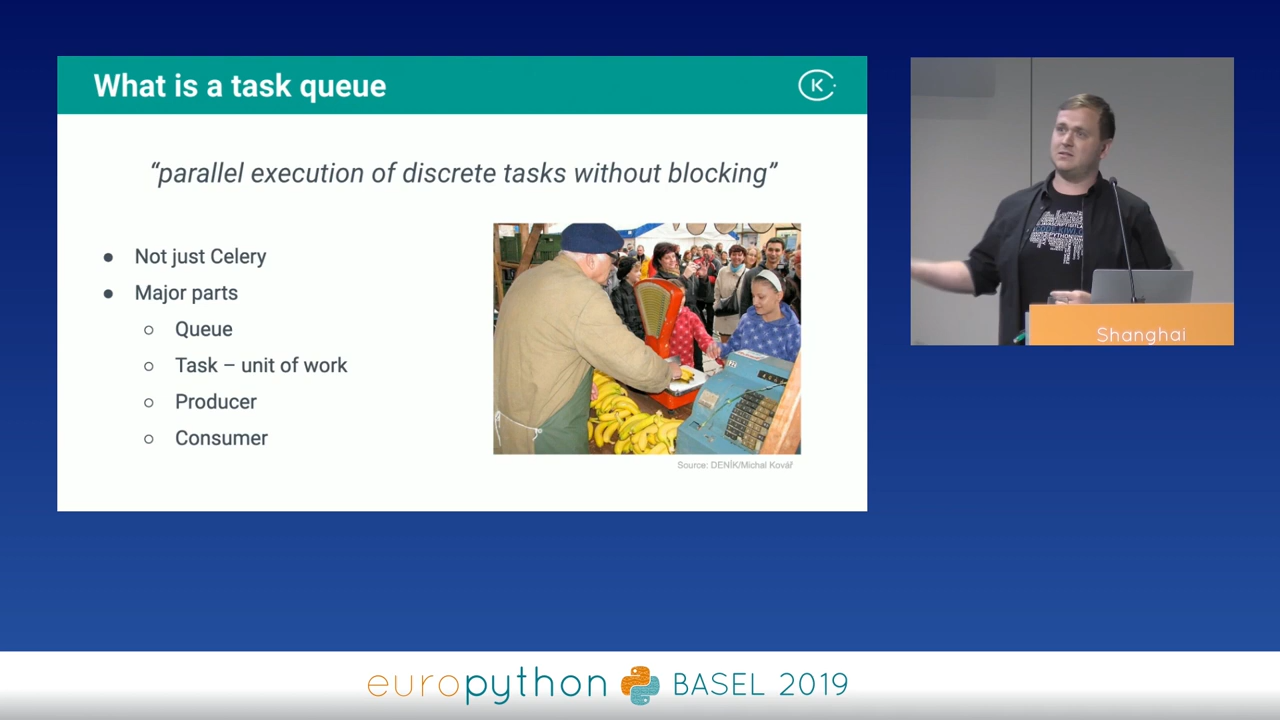 What is a task queue
K
“parallel execution of discrete tasks without blocking”
● Not just Celery
● Major parts
○ Queue
○ Task – unit of work
○ Producer
○ Consumer
Source: DENÍK/Michal Kovář
Shanghai
europython BASEL 2019